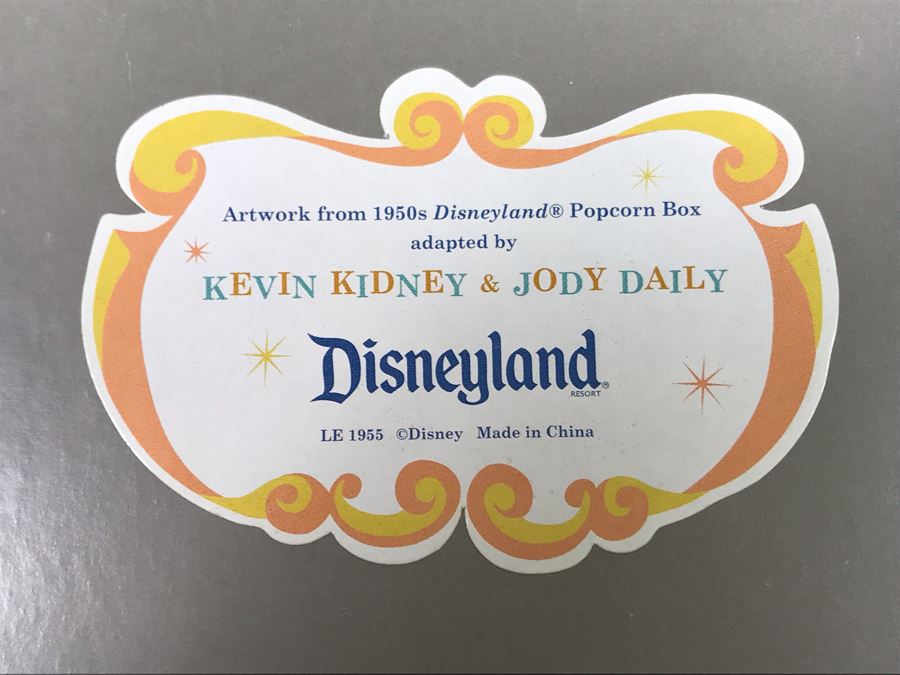 Artwork from 1950s Disneyland® Popcorn Box
adapted by
KEVIN KIDNEY & JODY DAILY
Disneyland®
RESORT
LE 1955 ©Disney Made in China